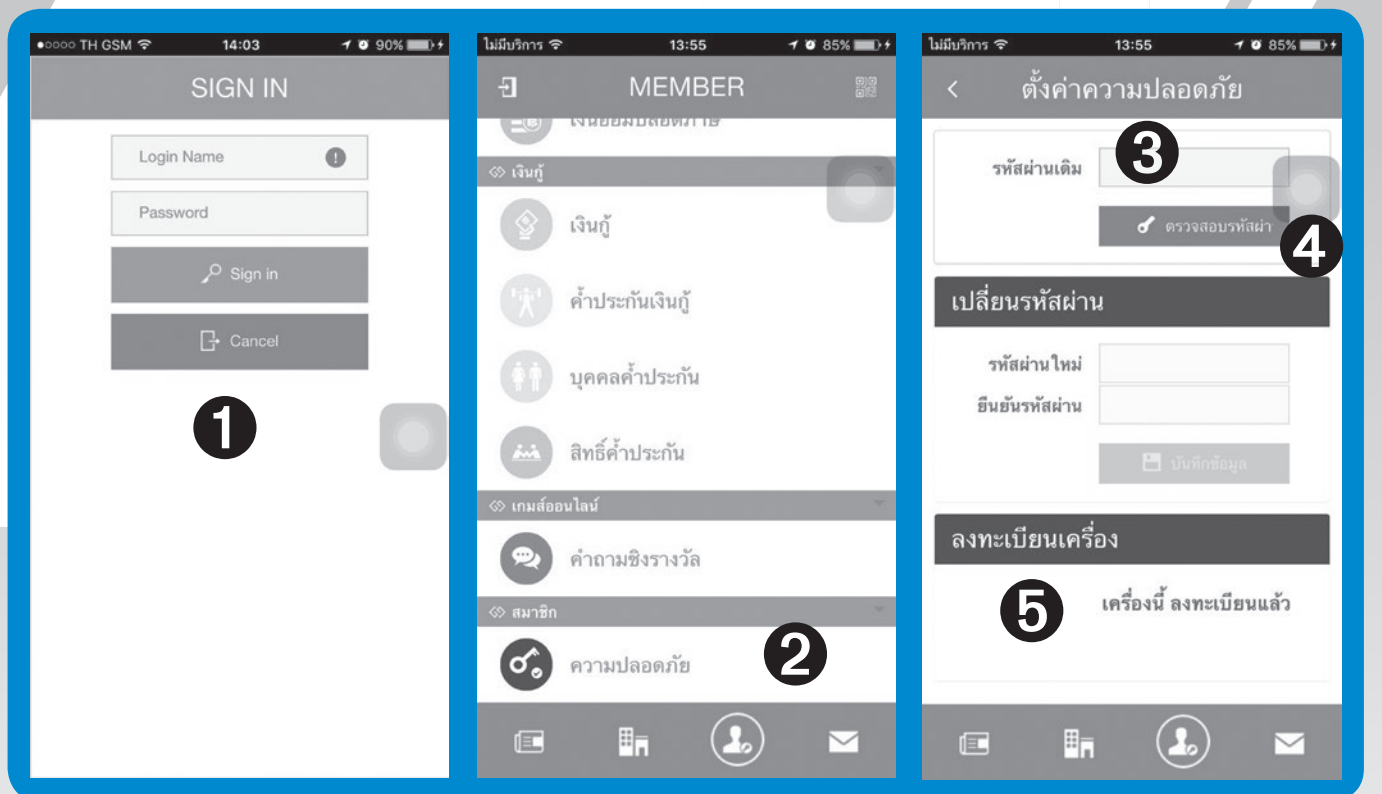 ●○○○○ TH GSM 14:03 90%
SIGN IN
Login Name
Password
Sign in
Cancel
❶
ไม่มีบริการ 13:55 85%
MEMBER
เงินกู้
เงินกู้
ค้ำประกันเงินกู้
บุคคลค้ำประกัน
สิทธิ์ค้ำประกัน
เกมส์ออนไลน์
คำถามชิงรางวัล
สมาชิก
ความปลอดภัย
❷
ไม่มีบริการ 13:55 85%
ตั้งค่าความปลอดภัย
❸
รหัสผ่านเดิม
ตรวจสอบรหัสผ่า
❹
เปลี่ยนรหัสผ่าน
รหัสผ่านใหม่
ยืนยันรหัสผ่าน
บันทึกข้อมูล
ลงทะเบียนเครื่อง
❺
เครื่องนี้ ลงทะเบียนแล้ว